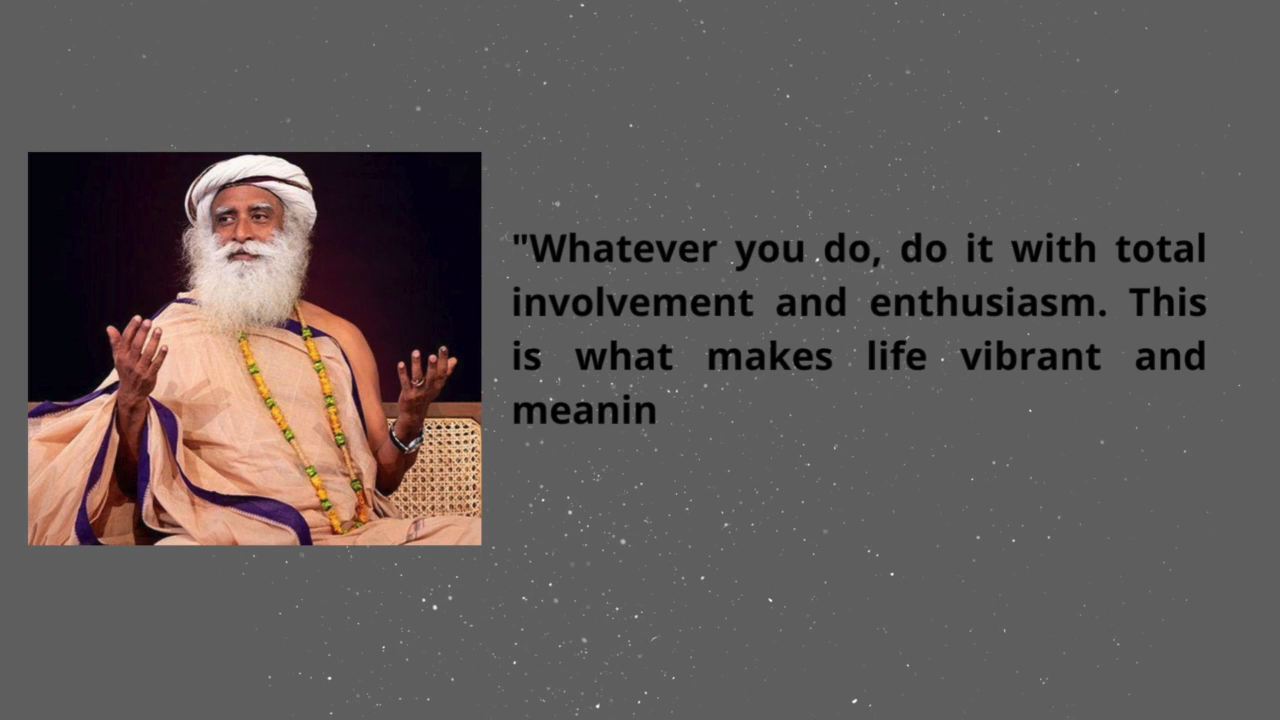 "Whatever you do, do it with total
involvement and enthusiasm. This
is what makes life vibrant and
meanin